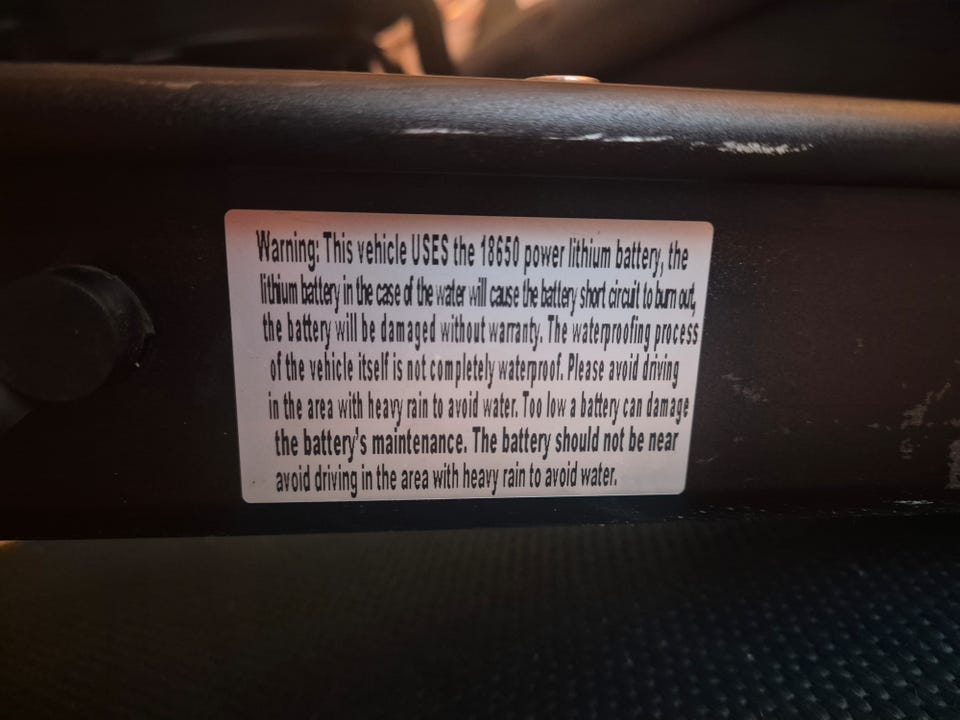 Warning: This vehicle USES the 18650 power lithium battery, the
lithium battery in the case of the water will cause the battery short circuit to burn out,
the battery will be damaged without warranty. The waterproofing process
of the vehicle itself is not completely waterproof. Please avoid driving
in the area with heavy rain to avoid water. Too low a battery can damage
the battery's maintenance. The battery should not be near
avoid driving in the area with heavy rain to avoid water.